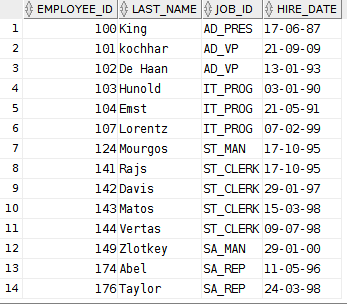 EMPLOYEE_ID LAST_NAME JOB_ID HIRE_DATE
1 100 King AD_PRES 17-06-87
2 101 kochhar AD_VP 21-09-09
3 102 De Haan AD_VP 13-01-93
4 103 Hunold IT_PROG 03-01-90
5 104 Emst IT_PROG 21-05-91
6 107 Lorentz IT_PROG 07-02-99
7 124 Mourgos ST_MAN 17-10-95
8 141 Rajs ST_CLERK 17-10-95
9 142 Davis ST_CLERK 29-01-97
10 143 Matos ST_CLERK 15-03-98
11 144 Vertas ST_CLERK 09-07-98
12 149 Zlotkey SA_MAN 29-01-00
13 174 Abel SA_REP 11-05-96
14 176 Taylor SA_REP 24-03-98